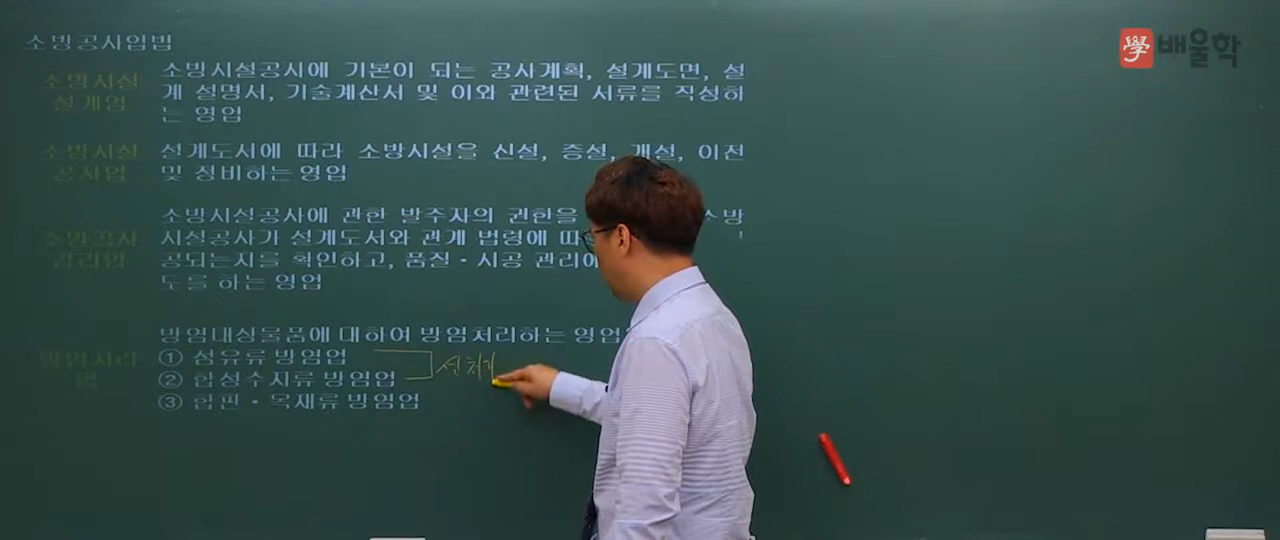 소방공사업법
學 배울학
소방시설
설계업
소방시설공사에 기본이 되는 공사계획, 설계도면, 설
계 설명서, 기술계산서 및 이와 관련된 서류를 작성하
는 영업
소방시설
공사업
설계도서에 따라 소방시설을 신설, 증설, 개설, 이전
및 정비하는 영업
소방공사
감리업
소방시설공사에 관한 발주자의 권한을 소방
시설공사가 설계도서와 관계 법령에 따
공되는지를 확인하고, 품질·시공 관리에
도를 하는 영업
방염처리
업
방염대상물품에 대하여 방염처리하는 영업
① 섬유류 방염업
② 합성수지류 방염업
③ 합판·목재류 방염업
선처리